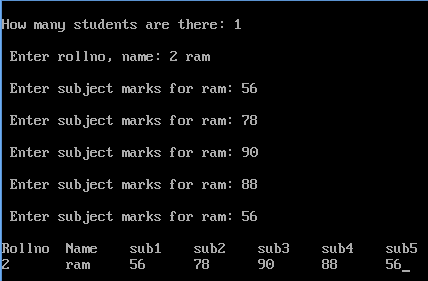 How many students are there: 1
Enter rollno, name: 2 ram
Enter subject marks for ram: 56
Enter subject marks for ram: 78
Enter subject marks for ram: 90
Enter subject marks for ram: 88
Enter subject marks for ram: 56
Rollno Name sub1 sub2 sub3 sub4 sub5
2 ram 56 78 90 88 56_